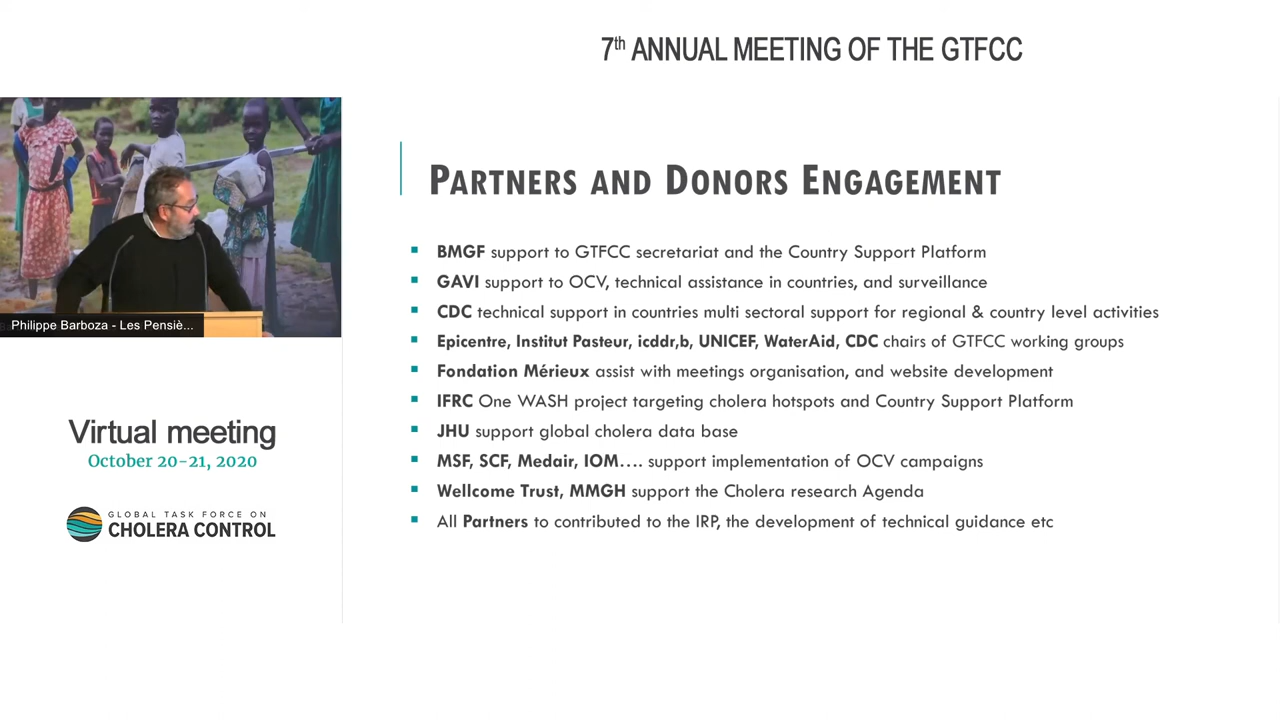 7th ANNUAL MEETING OF THE GTFCC
PARTNERS AND DONORS ENGAGEMENT
BMGF support to GTFCC secretariat and the Country Support Platform
GAVI support to OCV, technical assistance in countries, and surveillance
CDC technical support in countries multi sectoral support for regional & country level activities
Epicentre, Institut Pasteur, icddr,b, UNICEF, WaterAid, CDC chairs of GTFCC working groups
Fondation Mérieux assist with meetings organisation, and website development
IFRC One WASH project targeting cholera hotspots and Country Support Platform
JHU support global cholera data base
MSF, SCF, Medair, IOM.... support implementation of OCV campaigns
Wellcome Trust, MMGH support the Cholera research Agenda
All Partners to contributed to the IRP, the development of technical guidance etc
Philippe Barboza - Les Pensiè...
Virtual meeting
October 20-21, 2020
GLOBAL TASK FORCE ON
CHOLERA CONTROL